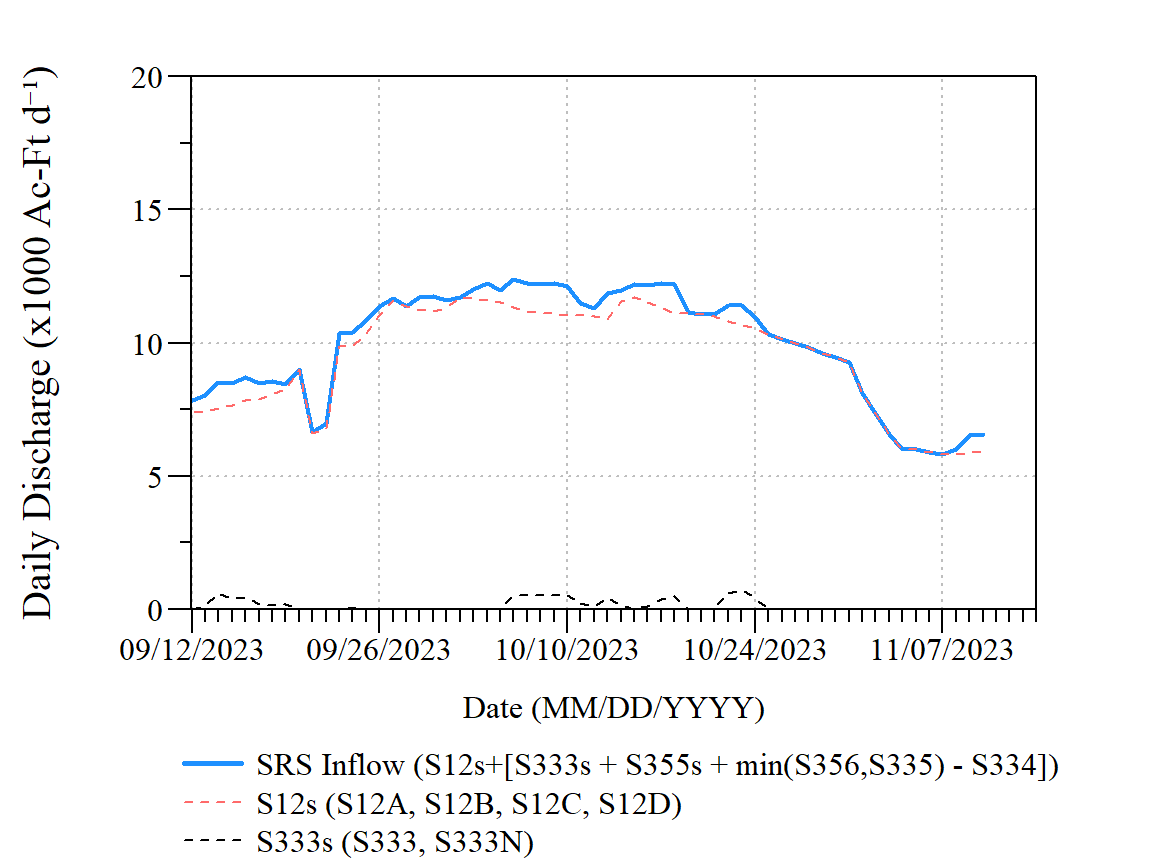 Daily Discharge (x1000 Ac-Ft d⁻¹)
20
15
10
5
0
09/12/2023 09/26/2023 10/10/2023 10/24/2023 11/07/2023
Date (MM/DD/YYYY)
SRS Inflow (S12s+[S333s + S355s + min(S356,S335) - S334])
S12s (S12A, S12B, S12C, S12D)
S333s (S333, S333N)